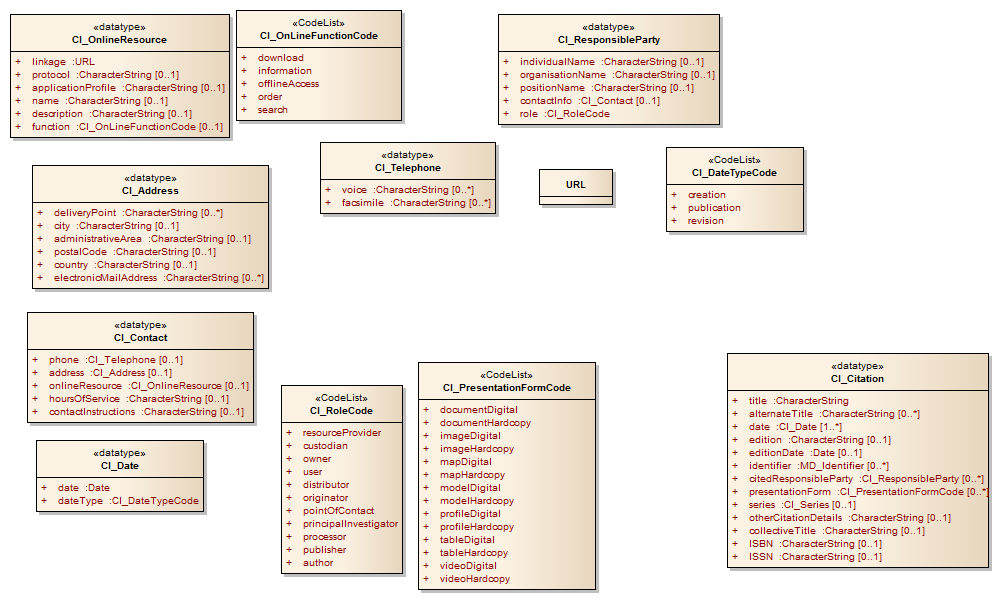 «datatype»
CI_OnlineResource
+ linkage :URL
+ protocol :CharacterString [0..1]
+ applicationProfile :CharacterString [0..1]
+ name :CharacterString [0..1]
+ description :CharacterString [0..1]
+ function :CI_OnLineFunctionCode [0..1]
«CodeList»
CI_OnLineFunctionCode
+ download
+ information
+ offlineAccess
+ order
+ search
«datatype»
CI_ResponsibleParty
+ individualName :CharacterString [0..1]
+ organisationName :CharacterString [0..1]
+ positionName :CharacterString [0..1]
+ contactInfo :CI_Contact [0..1]
+ role :CI_RoleCode
«datatype»
CI_Address
+ deliveryPoint :CharacterString [0..*]
+ city :CharacterString [0..1]
+ administrativeArea :CharacterString [0..1]
+ postalCode :CharacterString [0..1]
+ country :CharacterString [0..1]
+ electronicMailAddress :CharacterString [0..*]
«datatype»
CI_Telephone
+ voice :CharacterString [0..*]
+ facsimile :CharacterString [0..*]
URL
«CodeList»
CI_DateTypeCode
+ creation
+ publication
+ revision
«datatype»
CI_Contact
+ phone :CI_Telephone [0..1]
+ address :CI_Address [0..1]
+ onlineResource :CI_OnlineResource [0..1]
+ hoursOfService :CharacterString [0..1]
+ contactInstructions :CharacterString [0..1]
«datatype»
CI_Date
+ date :Date
+ dateType :CI_DateTypeCode
«CodeList»
CI_RoleCode
+ resourceProvider
+ custodian
+ owner
+ user
+ distributor
+ originator
+ pointOfContact
+ principalInvestigator
+ processor
+ publisher
+ author
«CodeList»
CI_PresentationFormCode
+ documentDigital
+ documentHardcopy
+ imageDigital
+ imageHardcopy
+ mapDigital
+ mapHardcopy
+ modelDigital
+ modelHardcopy
+ profileDigital
+ profileHardcopy
+ tableDigital
+ tableHardcopy
+ videoDigital
+ videoHardcopy
«datatype»
CI_Citation
+ title :CharacterString
+ alternateTitle :CharacterString [0..*]
+ date :CI_Date [1..*]
+ edition :CharacterString [0..1]
+ editionDate :Date [0..1]
+ identifier :MD_Identifier [0..*]
+ citedResponsibleParty :CI_ResponsibleParty [0..*]
+ presentationForm :CI_PresentationFormCode [0..*]
+ series :CI_Series [0..1]
+ otherCitationDetails :CharacterString [0..1]
+ collectiveTitle :CharacterString [0..1]
+ ISBN :CharacterString [0..1]
+ ISSN :CharacterString [0..1]